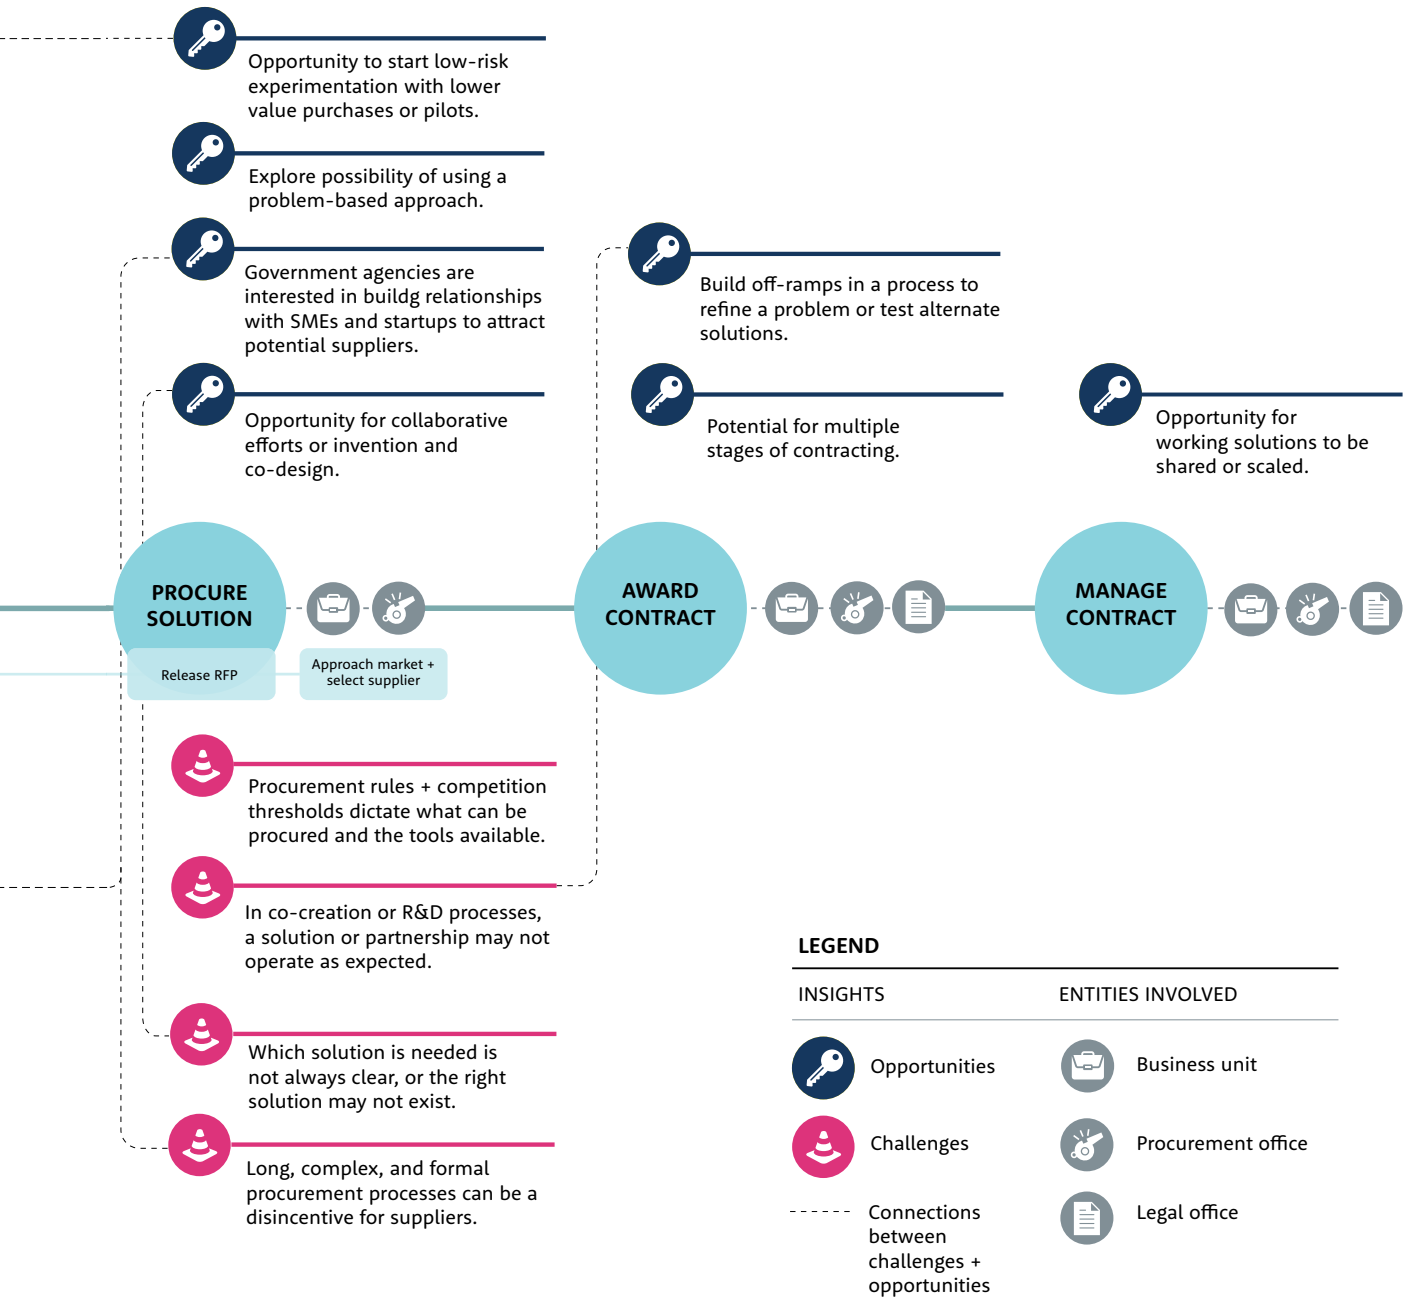 Opportunity to start low-risk
experimentation with lower
value purchases or pilots.
Explore possibility of using a
problem-based approach.
Government agencies are
interested in buildg relationships
with SMEs and startups to attract
potential suppliers.
Opportunity for collaborative
efforts or invention and
co-design.
Build off-ramps in a process to
refine a problem or test alternate
solutions.
Potential for multiple
stages of contracting.
Opportunity for
working solutions to be
shared or scaled.
PROCURE
SOLUTION
AWARD
CONTRACT
MANAGE
CONTRACT
Release RFP
Approach market +
select supplier
Procurement rules + competition
thresholds dictate what can be
procured and the tools available.
In co-creation or R&D processes,
a solution or partnership may not
operate as expected.
Which solution is needed is
not always clear, or the right
solution may not exist.
Long, complex, and formal
procurement processes can be a
disincentive for suppliers.
LEGEND
INSIGHTS
Opportunities
Challenges
Connections
between
challenges +
opportunities
ENTITIES INVOLVED
Business unit
Procurement office
Legal office